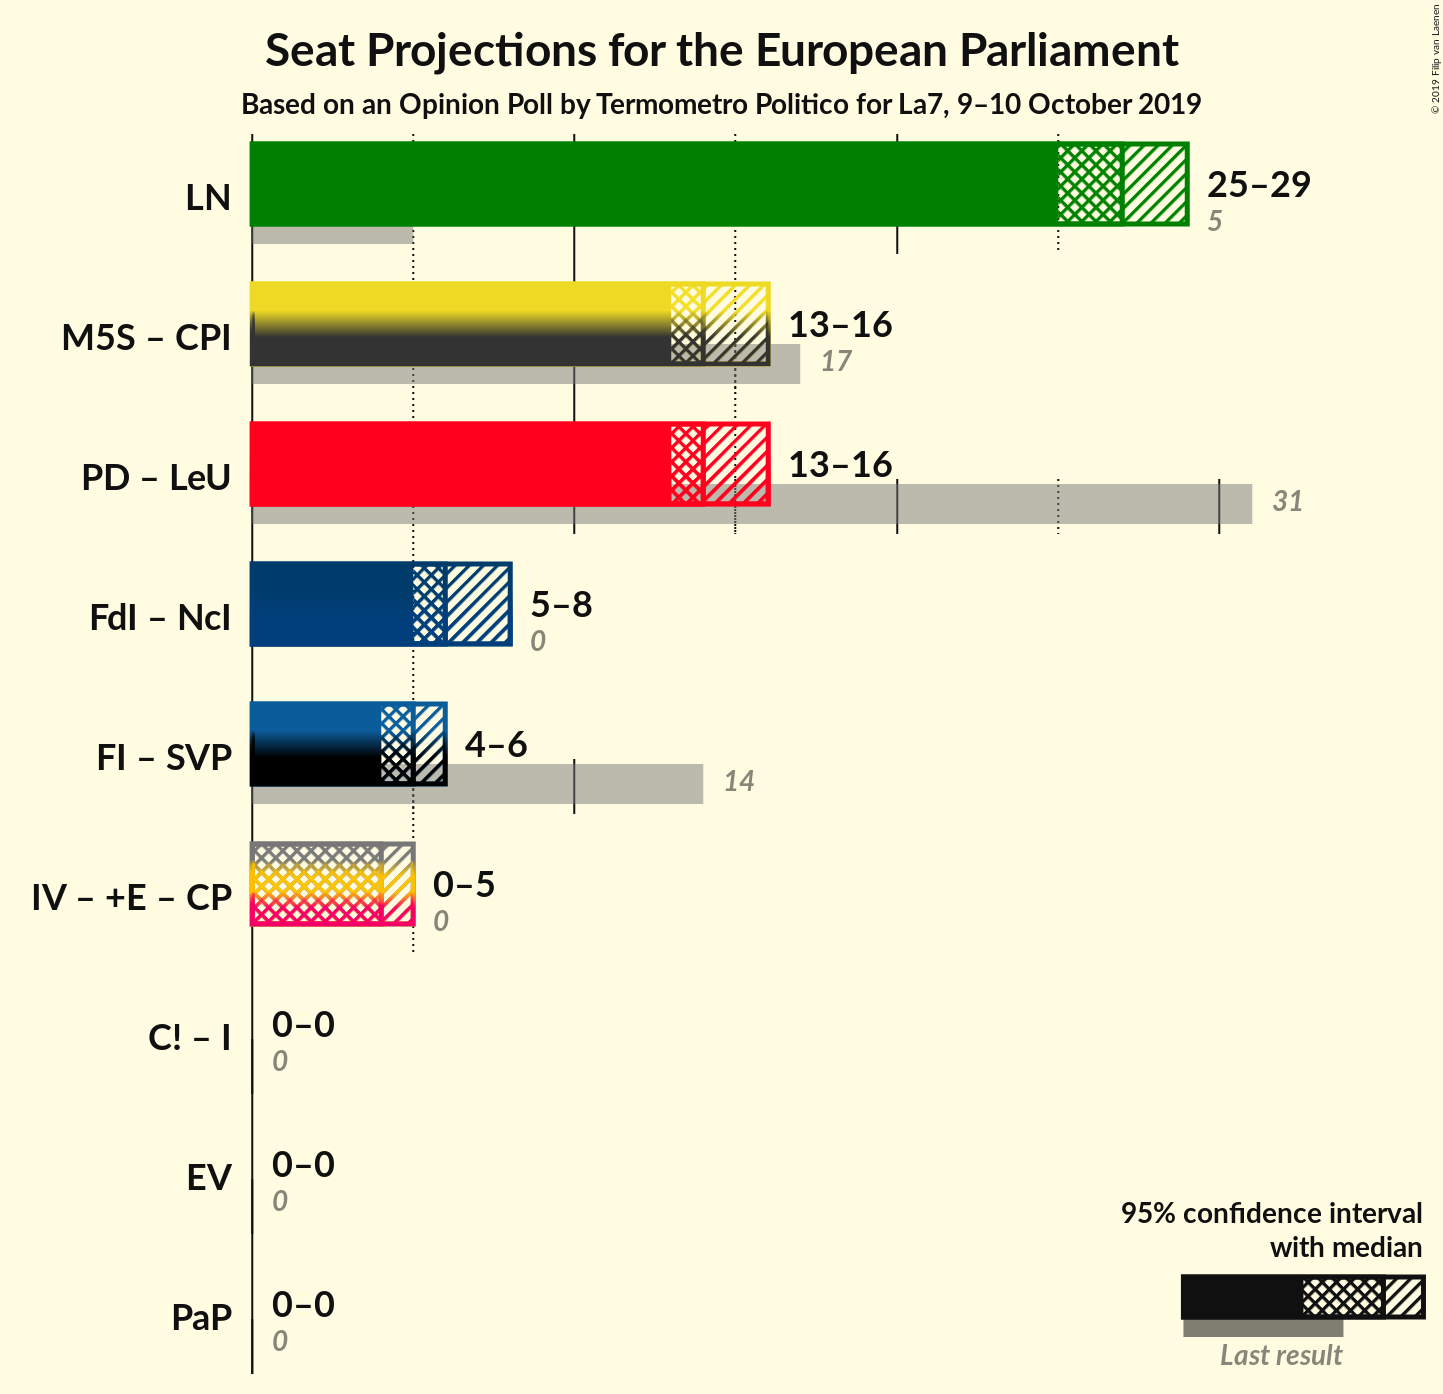 Seat Projections for the European Parliament
Based on an Opinion Poll by Termometro Politico for La7, 9–10 October 2019
© 2019 Filip van Laenen
LN
25–29
5
M5S – CPI
13–16
17
PD – LeU
13–16
31
FdI – NcI
5–8
0
FI – SVP
4–6
14
IV – +E – CP
0–5
0
C! – I
0–0
0
EV
0–0
0
PaP
0–0
0
95% confidence interval
with median
Last result